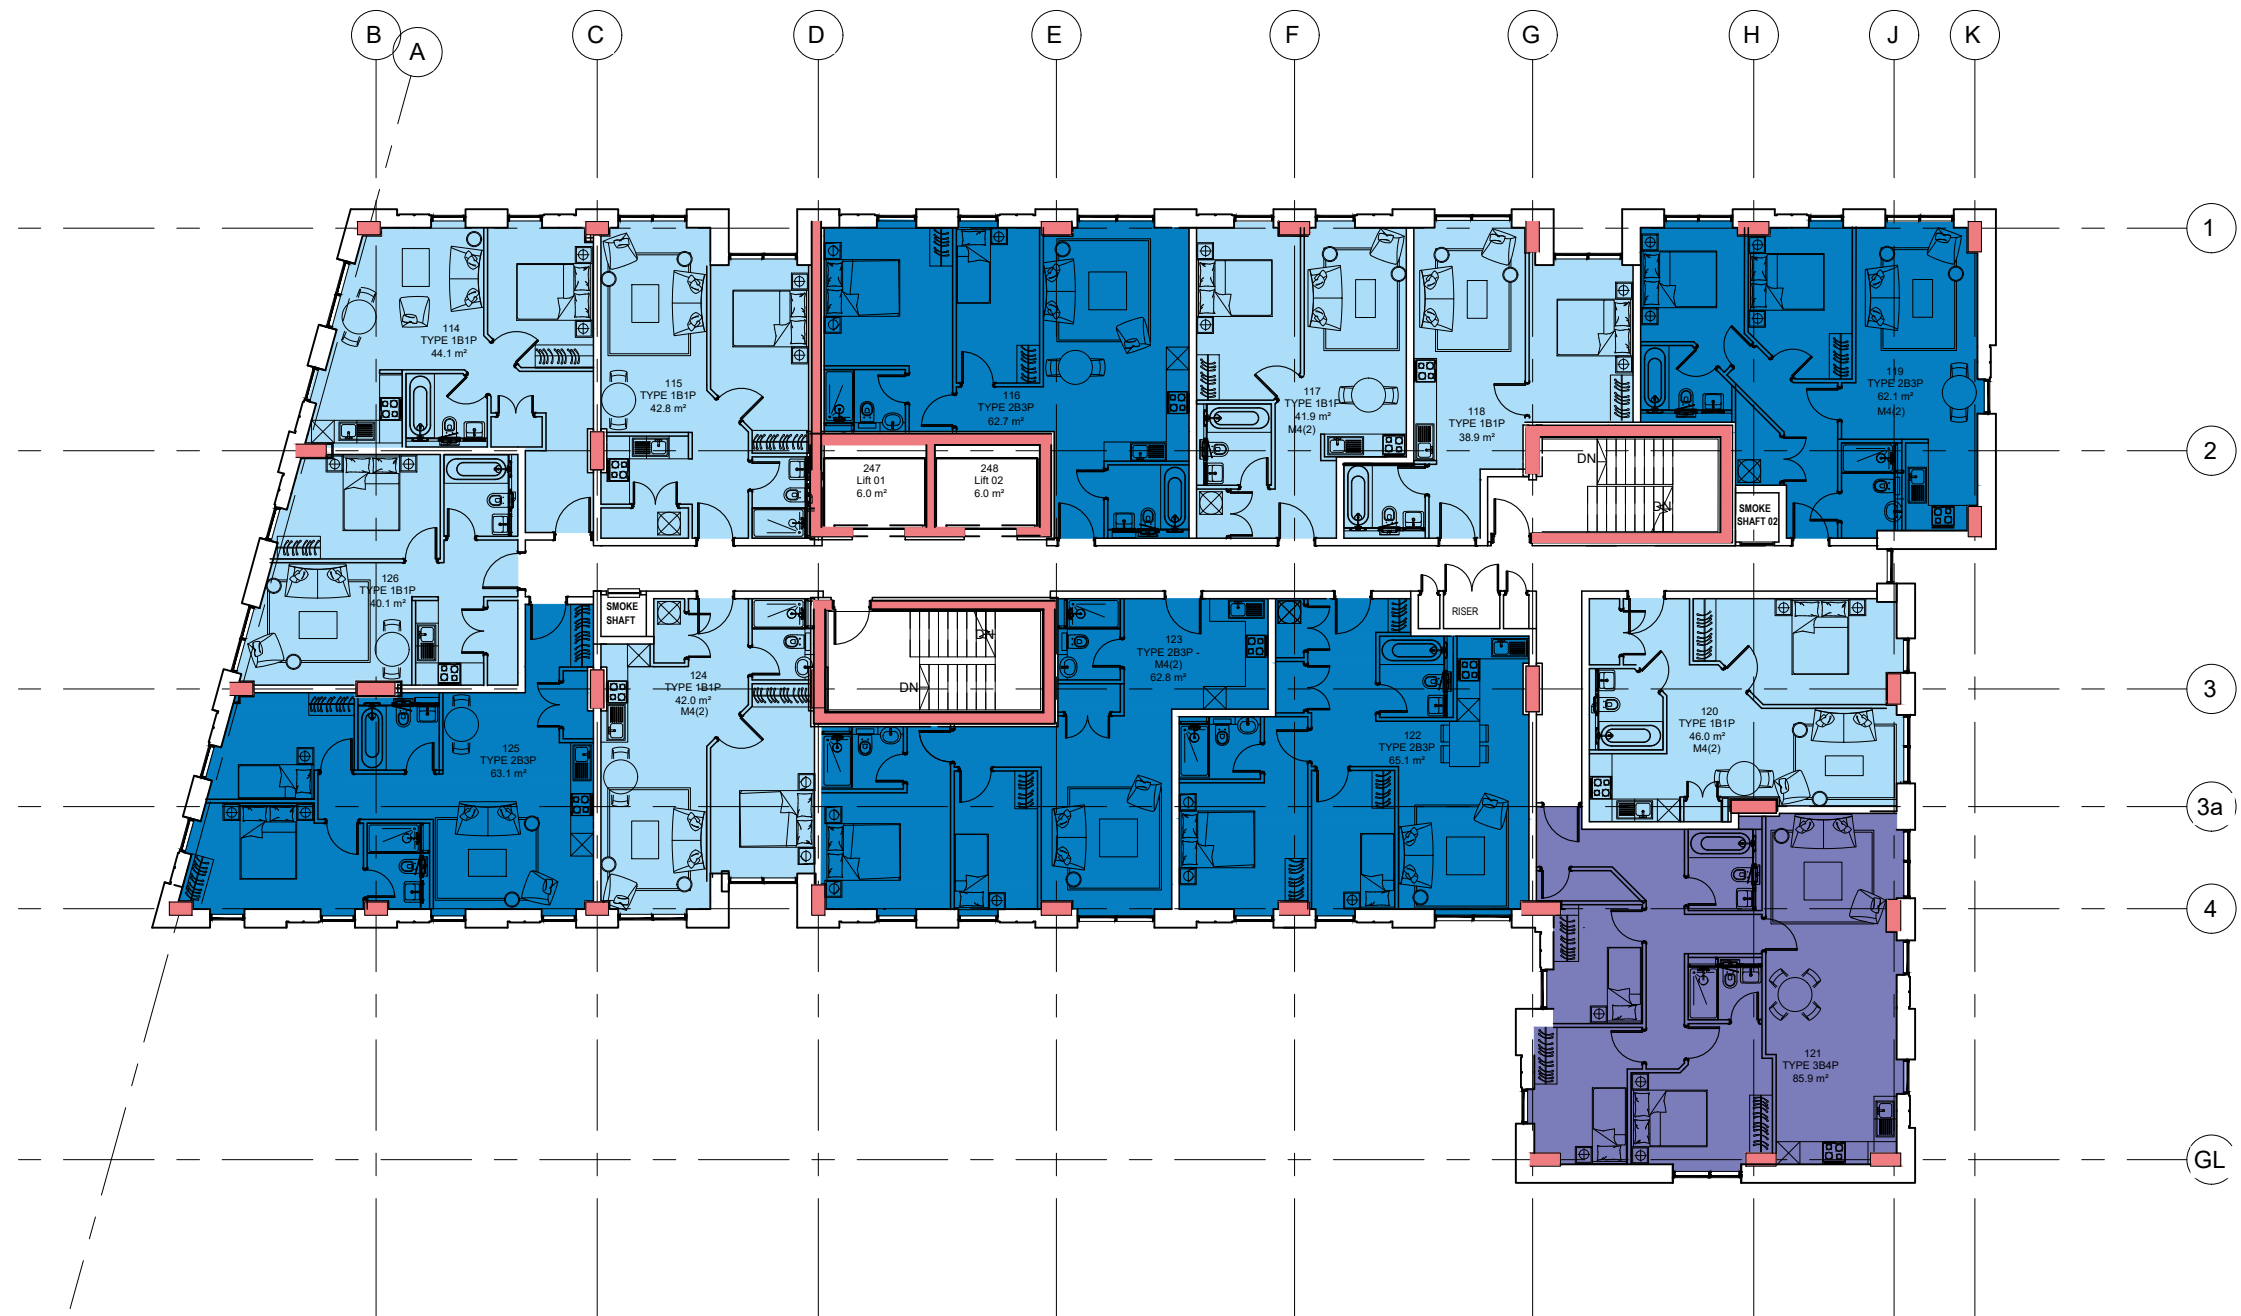 B
A
C
D
E
F
G
H
J
K
1
2
3
3a
4
GL
114
TYPE 1B1P
44.1 m²
115
TYPE 1B1P
42.8 m²
116
TYPE 2B3P
62.7 m²
117
TYPE 1B1P
41.9 m²
M4(2)
118
TYPE 1B1P
38.9 m²
119
TYPE 2B3P
62.1 m²
M4(2)
247
Lift 01
6.0 m²
248
Lift 02
6.0 m²
DN
DN
SMOKE
SHAFT 02
126
TYPE 1B1P
40.1 m²
SMOKE
SHAFT
124
TYPE 1B1P
42.0 m²
M4(2)
DN
DN
123
TYPE 2B3P -
M4(2)
62.8 m²
RISER
122
TYPE 2B3P
65.1 m²
120
TYPE 1B1P
46.0 m²
M4(2)
125
TYPE 2B3P
63.1 m²
121
TYPE 3B4P
85.9 m²